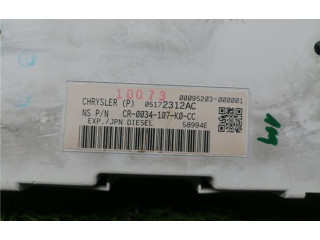 10073
00095203-000001
CHRYSLER (P) 05172312AC
NS P/N CR-0034-107-K0-CC
EXP./JPN DIESEL 58994E